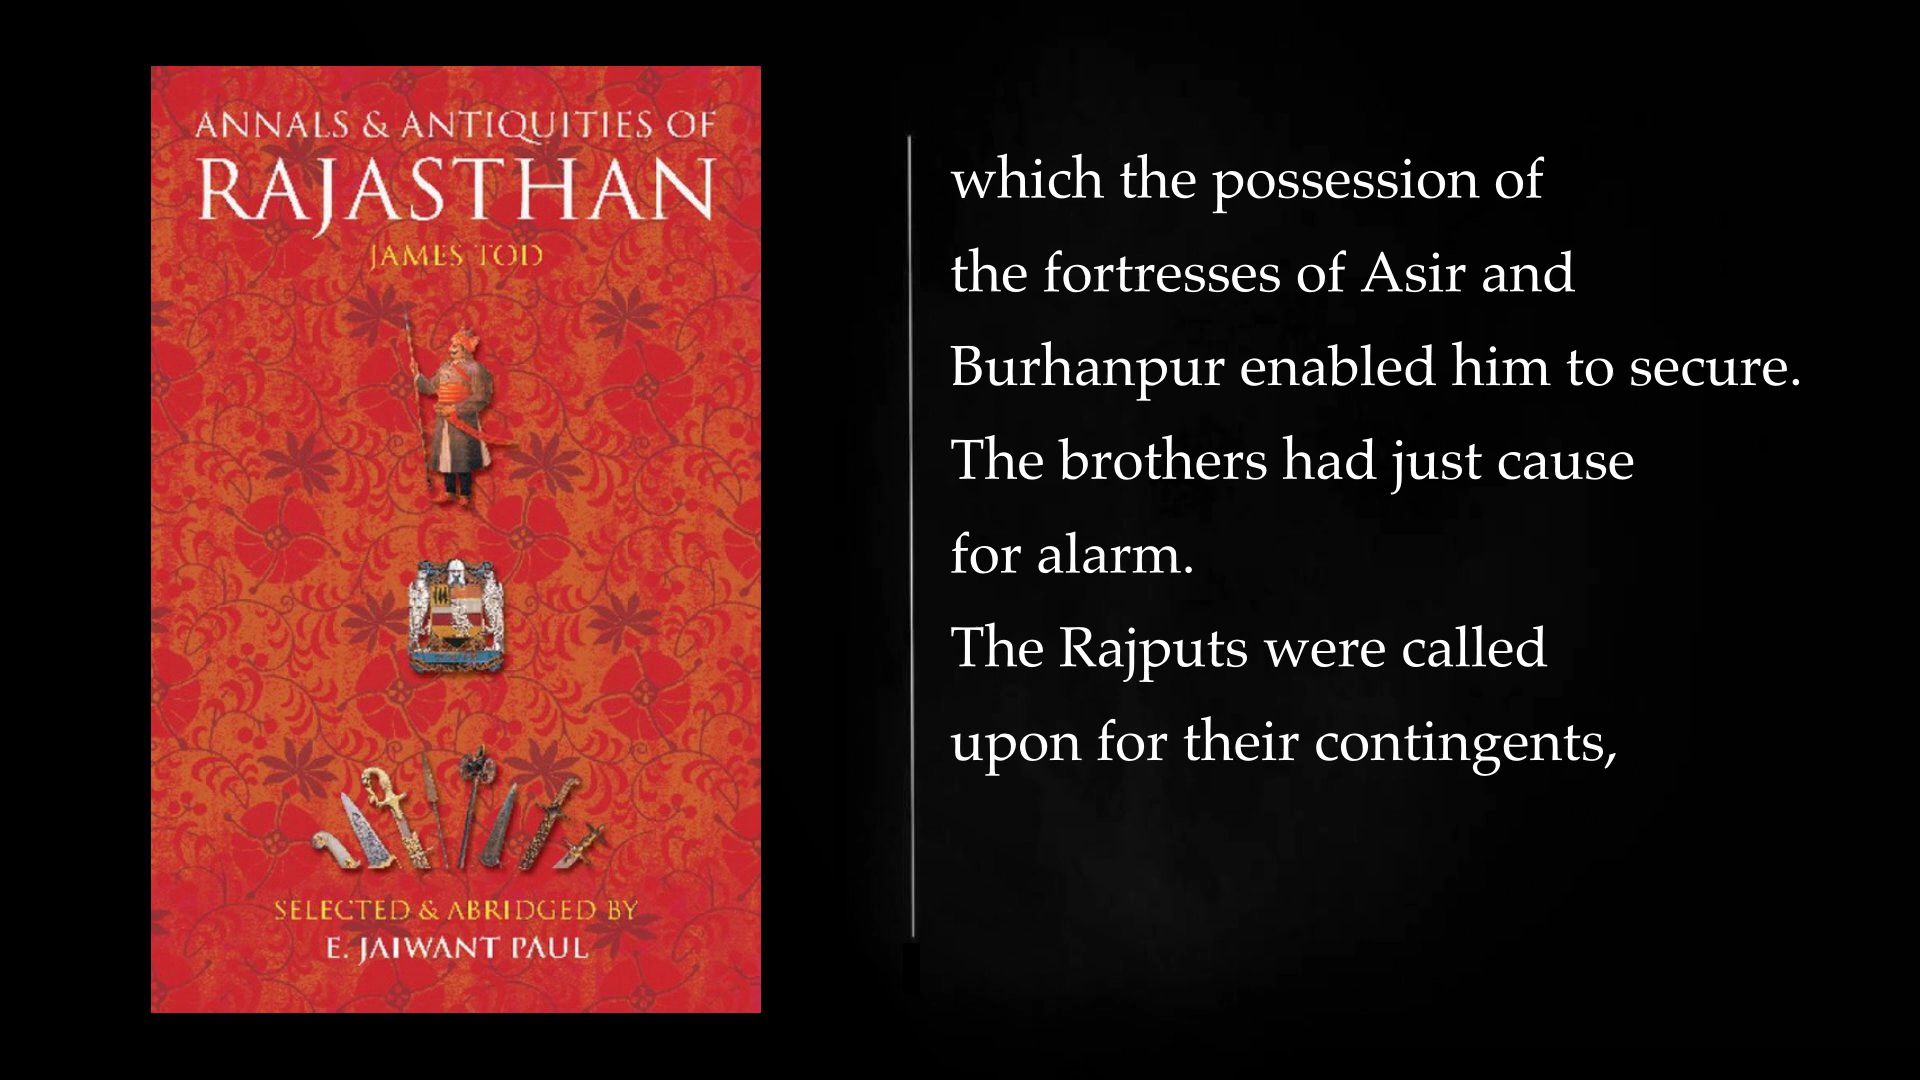 ANNALS & ANTIQUITIES OF
RAJASTHAN
JAMES TOD
SELECTED & ABRIDGED BY
E. JAIWANT PAUL
which the possession of
the fortresses of Asir and
Burhanpur enabled him to secure.
The brothers had just cause
for alarm.
The Rajputs were called
upon for their contingents,